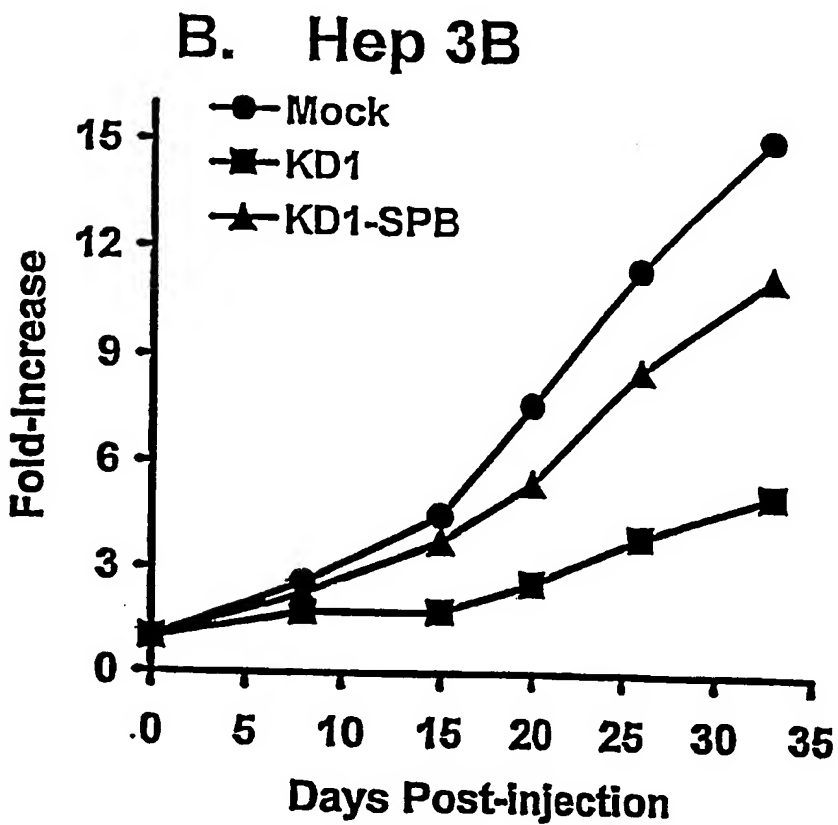 B. Hep 3B
Mock
KD1
KD1-SPB
15
12
9
6
3
0
Fold-Increase
.0 5 10 15 20 25 30 35
Days Post-injection